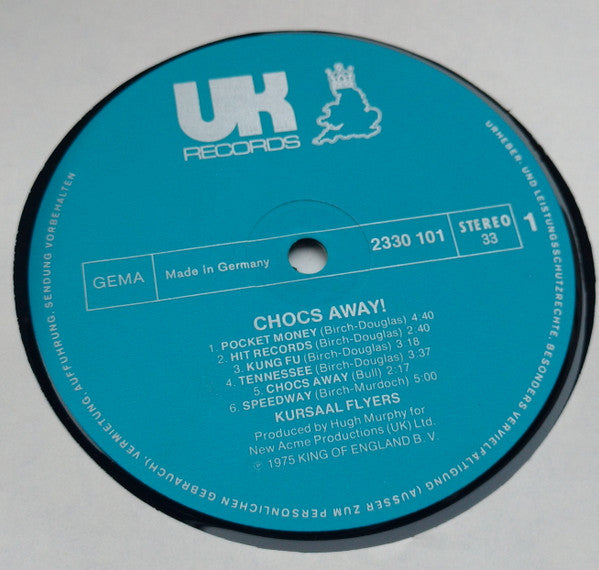 UK
RECORDS
GEMA
Made in Germany
2330 101
STEREO
33
1
CHOCS AWAY!
1. POCKET MONEY (Birch-Douglas) 4:40
2. HIT RECORDS (Birch-Douglas) 2:40
3. KUNG FU (Birch-Douglas) 3:18
4. TENNESSEE (Birch-Douglas) 3.37
5. CHOCS AWAY (Bull) 2:17
6. SPEEDWAY (Birch-Murdoch) 5:00
KURSAAL FLYERS
Produced by Hugh Murphy for
New Acme Productions (UK) Ltd.
℗ 1975 KING OF ENGLAND B. V.
URHEBER- UND LEISTUNGSSCHUTZRECHTE, BESONDERS VERVIELFÄLTIGUNG (AUSSER ZUM PERSÖNLICHEN GEBRAUCH), VERMIETUNG, AUFFÜHRUNG, SENDUNG VORBEHALTEN